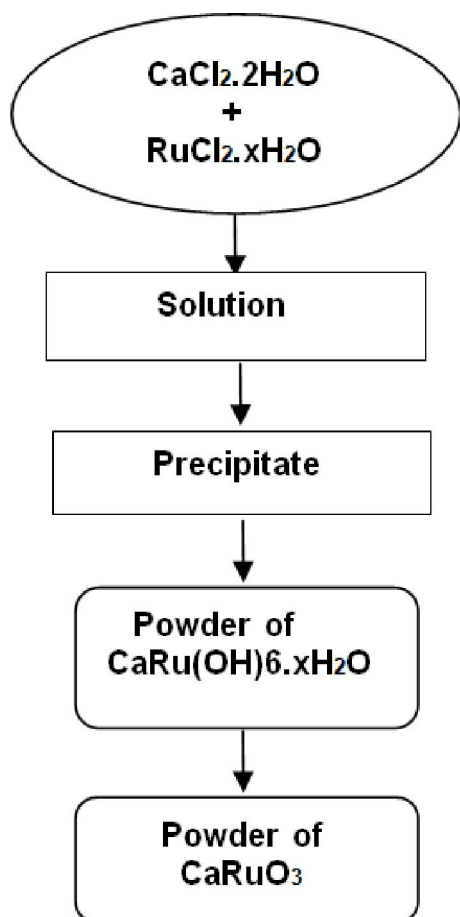 CaCl₂.2H₂O
+
RuCl₂.xH₂O
Solution
Precipitate
Powder of
CaRu(OH)6.xH₂O
Powder of
CaRuO₃